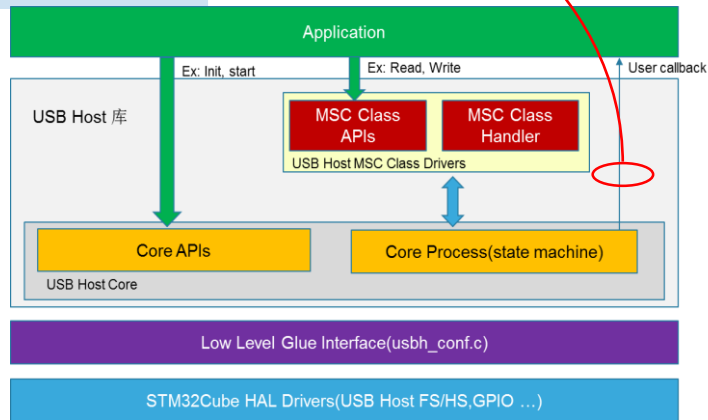 Application
Ex: Init, start
Ex: Read, Write
User callback
USB Host 库
MSC Class
APIs
MSC Class
Handler
USB Host MSC Class Drivers
Core APIs
Core Process(state machine)
USB Host Core
Low Level Glue Interface(usbh_conf.c)
STM32Cube HAL Drivers(USB Host FS/HS,GPIO …)